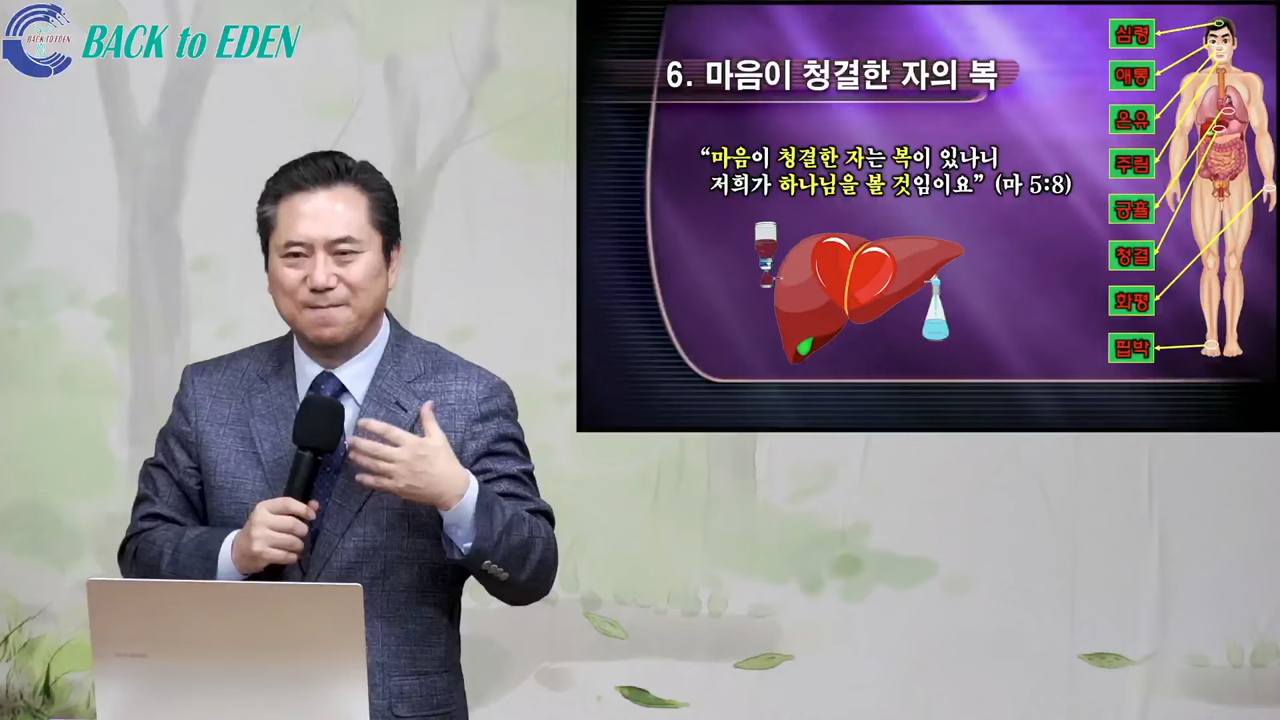 BACK TO EDEN
BACK to EDEN
6. 마음이 청결한 자의 복
“마음이 청결한 자는 복이 있나니
저희가 하나님을 볼 것임이요” (마 5:8)
심령
애통
온유
주림
긍휼
청결
화평
핍박